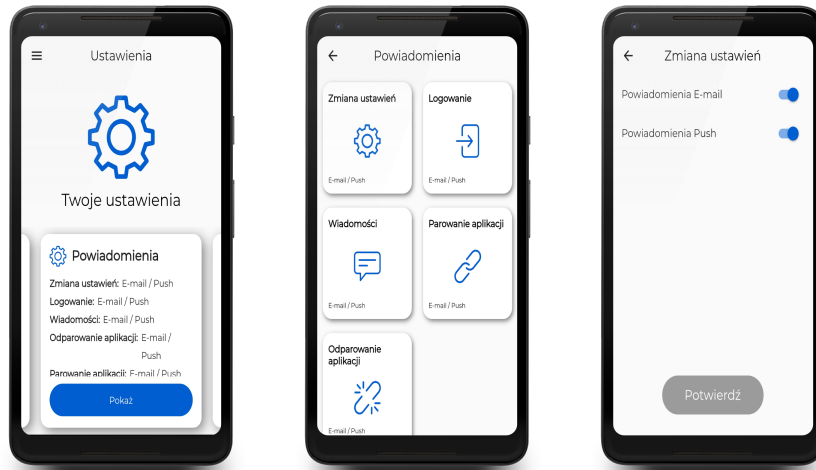 Ustawienia
Twoje ustawienia
Powiadomienia
Zmiana ustawień: E-mail / Push
Logowanie: E-mail / Push
Wiadomości: E-mail / Push
Odparowanie aplikacji: E-mail /
Push
Parowanie aplikacji: E-mail / Push
Pokaż
Powiadomienia
Zmiana ustawień
E-mail / Push
Logowanie
E-mail / Push
Wiadomości
E-mail / Push
Parowanie aplikacji
E-mail / Push
Odparowanie
aplikacji
E-mail / Push
Zmiana ustawień
Powiadomienia E-mail
Powiadomienia Push
Potwierdź